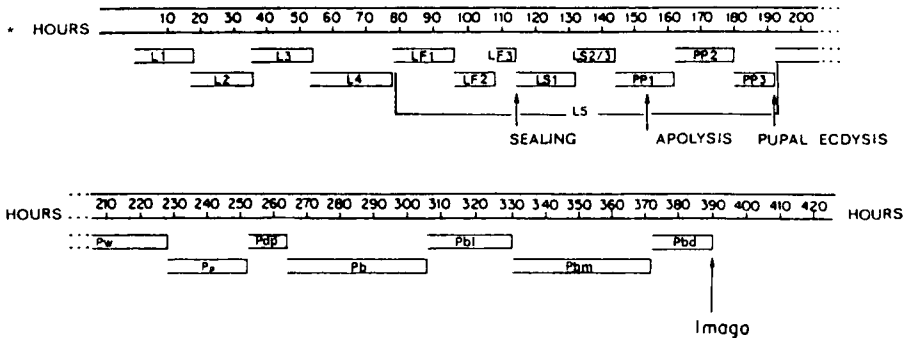 * HOURS 10 20 30 40 50 60 70 80 90 100 110 120 130 140 150 160 170 180 190 200
L1 L3 LF1 LF3 LS2/3 PP2
L2 L4 LF2 LS1 PP1 PP3
L5
SEALING APOLYSIS PUPAL ECDYSIS
HOURS 210 220 230 240 250 260 270 280 290 300 310 320 330 340 350 360 370 380 390 400 410 420 HOURS
Pw Pdp Pbl Pbd
Pp Pb Pbm
Imago